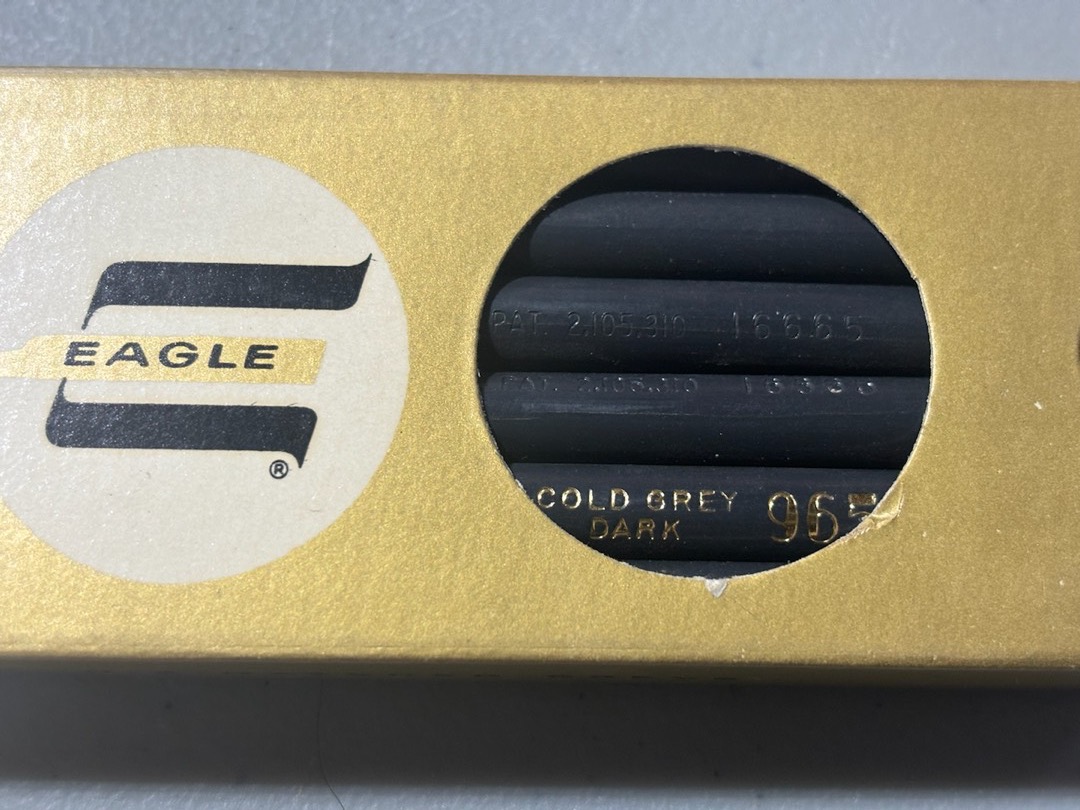 EAGLE
®
PAT. 2,105,310 16665
PAT. 2,105,310
COLD GREY 965
DARK